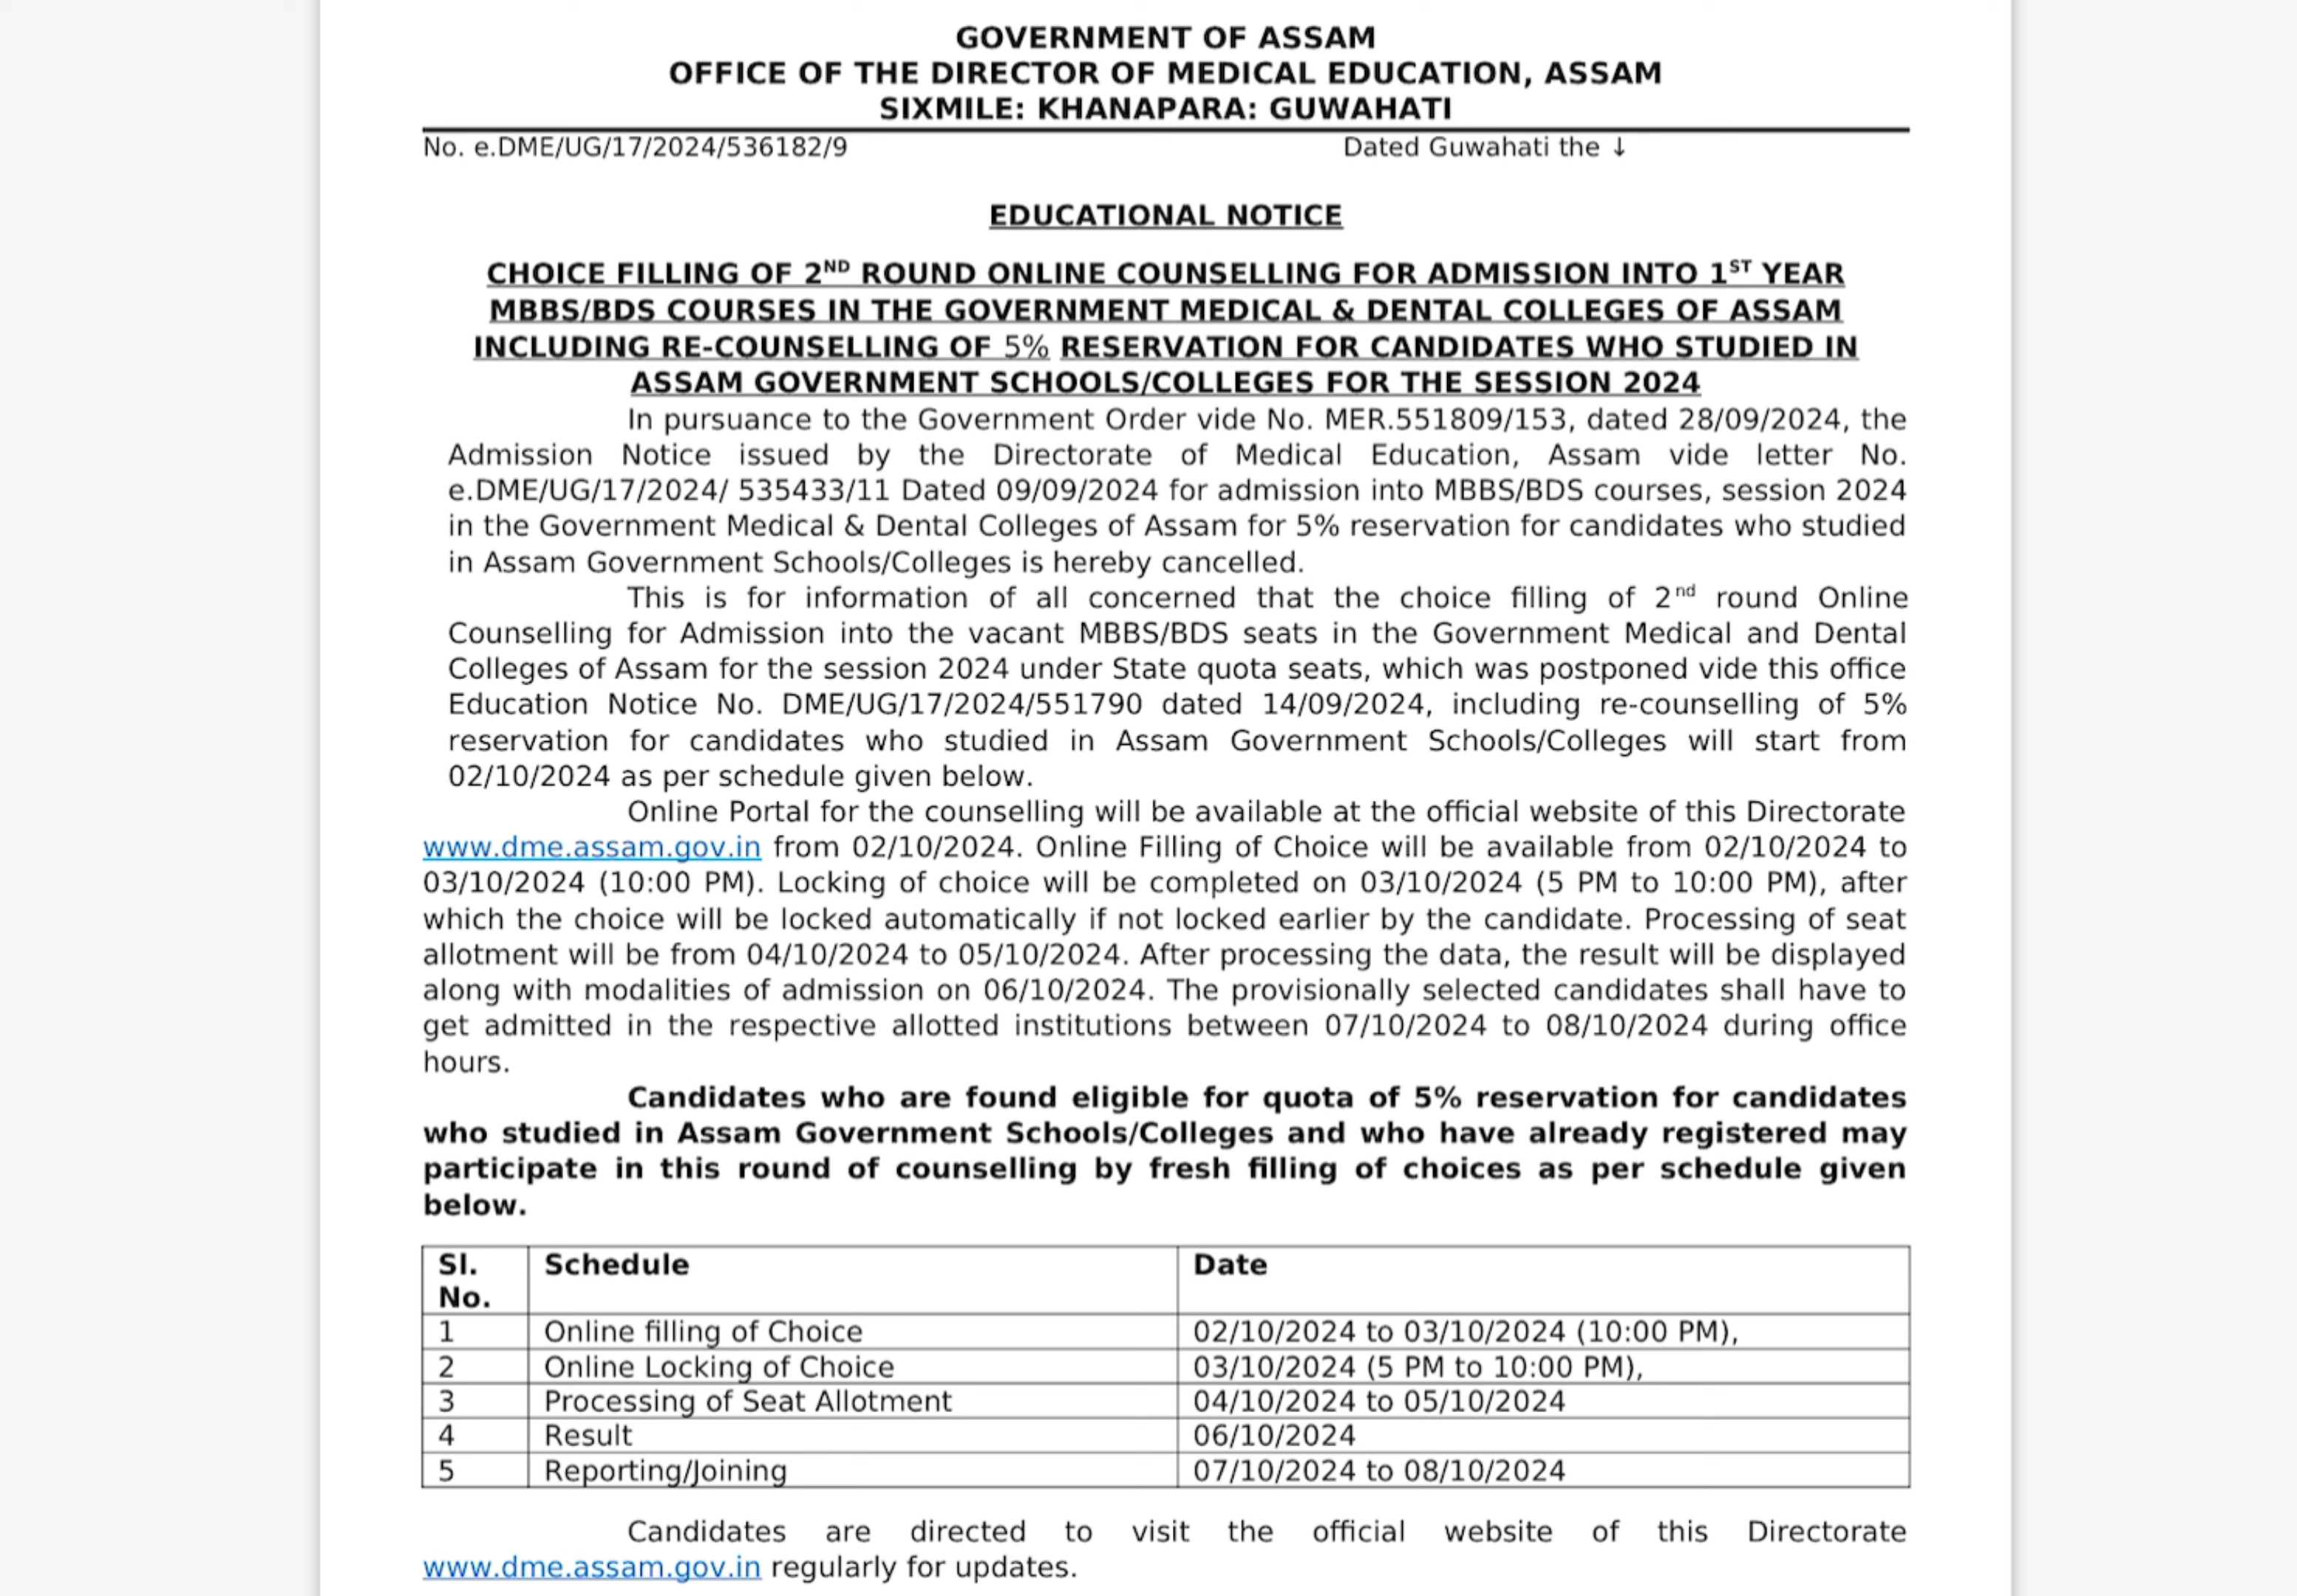 GOVERNMENT OF ASSAM
OFFICE OF THE DIRECTOR OF MEDICAL EDUCATION, ASSAM
SIXMILE: KHANAPARA: GUWAHATI
No. e.DME/UG/17/2024/536182/9 Dated Guwahati the ↓
EDUCATIONAL NOTICE
CHOICE FILLING OF 2ND ROUND ONLINE COUNSELLING FOR ADMISSION INTO 1ST YEAR
MBBS/BDS COURSES IN THE GOVERNMENT MEDICAL & DENTAL COLLEGES OF ASSAM
INCLUDING RE-COUNSELLING OF 5% RESERVATION FOR CANDIDATES WHO STUDIED IN
ASSAM GOVERNMENT SCHOOLS/COLLEGES FOR THE SESSION 2024
In pursuance to the Government Order vide No. MER.551809/153, dated 28/09/2024, the
Admission Notice issued by the Directorate of Medical Education, Assam vide letter No.
e.DME/UG/17/2024/ 535433/11 Dated 09/09/2024 for admission into MBBS/BDS courses, session 2024
in the Government Medical & Dental Colleges of Assam for 5% reservation for candidates who studied
in Assam Government Schools/Colleges is hereby cancelled.
This is for information of all concerned that the choice filling of 2nd round Online
Counselling for Admission into the vacant MBBS/BDS seats in the Government Medical and Dental
Colleges of Assam for the session 2024 under State quota seats, which was postponed vide this office
Education Notice No. DME/UG/17/2024/551790 dated 14/09/2024, including re-counselling of 5%
reservation for candidates who studied in Assam Government Schools/Colleges will start from
02/10/2024 as per schedule given below.
Online Portal for the counselling will be available at the official website of this Directorate
www.dme.assam.gov.in from 02/10/2024. Online Filling of Choice will be available from 02/10/2024 to
03/10/2024 (10:00 PM). Locking of choice will be completed on 03/10/2024 (5 PM to 10:00 PM), after
which the choice will be locked automatically if not locked earlier by the candidate. Processing of seat
allotment will be from 04/10/2024 to 05/10/2024. After processing the data, the result will be displayed
along with modalities of admission on 06/10/2024. The provisionally selected candidates shall have to
get admitted in the respective allotted institutions between 07/10/2024 to 08/10/2024 during office
hours.
Candidates who are found eligible for quota of 5% reservation for candidates
who studied in Assam Government Schools/Colleges and who have already registered may
participate in this round of counselling by fresh filling of choices as per schedule given
below.
Sl. No. Schedule Date
1 Online filling of Choice 02/10/2024 to 03/10/2024 (10:00 PM),
2 Online Locking of Choice 03/10/2024 (5 PM to 10:00 PM),
3 Processing of Seat Allotment 04/10/2024 to 05/10/2024
4 Result 06/10/2024
5 Reporting/Joining 07/10/2024 to 08/10/2024
Candidates are directed to visit the official website of this Directorate
www.dme.assam.gov.in regularly for updates.